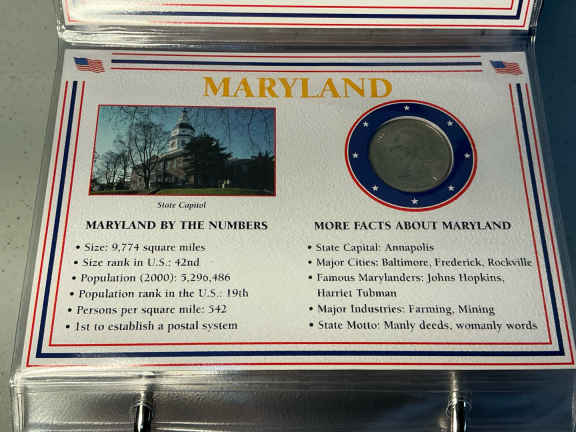 MARYLAND
State Capitol
MARYLAND BY THE NUMBERS
• Size: 9,774 square miles
• Size rank in U.S.: 42nd
• Population (2000): 5,296,486
• Population rank in the U.S.: 19th
• Persons per square mile: 542
• 1st to establish a postal system
MORE FACTS ABOUT MARYLAND
• State Capital: Annapolis
• Major Cities: Baltimore, Frederick, Rockville
• Famous Marylanders: Johns Hopkins,
Harriet Tubman
• Major Industries: Farming, Mining
• State Motto: Manly deeds, womanly words